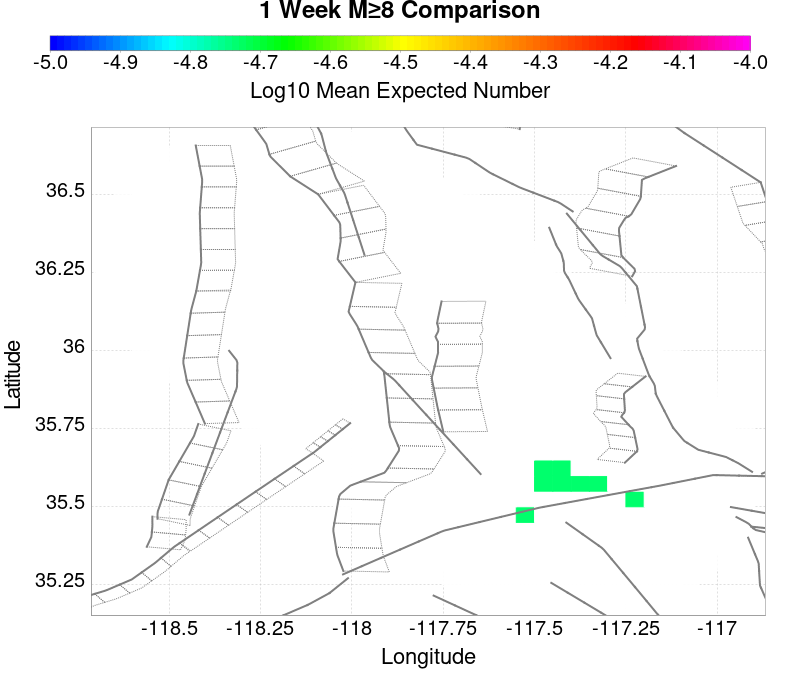 1 Week M≥8 Comparison
-5.0 -4.9 -4.8 -4.7 -4.6 -4.5 -4.4 -4.3 -4.2 -4.1 -4.0
Log10 Mean Expected Number
36.5
36.25
36
35.75
35.5
35.25
Latitude
-118.5 -118.25 -118 -117.75 -117.5 -117.25 -117
Longitude